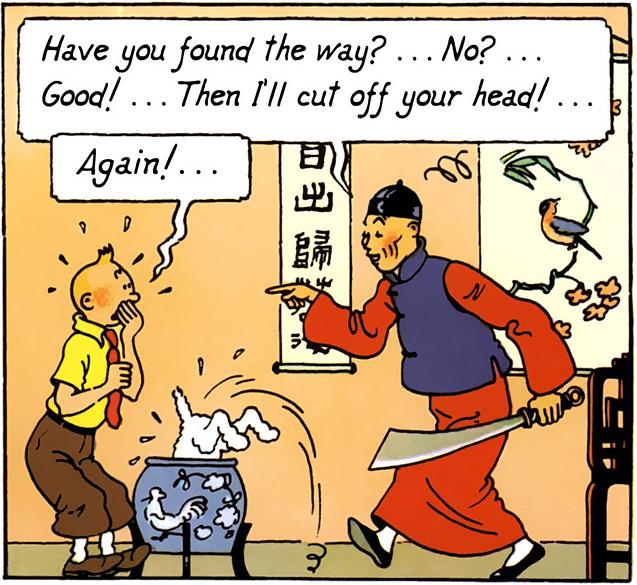 Have you found the way? ... No? ...
Good! ... Then I'll cut off your head! ...
Again! ...
出
歸